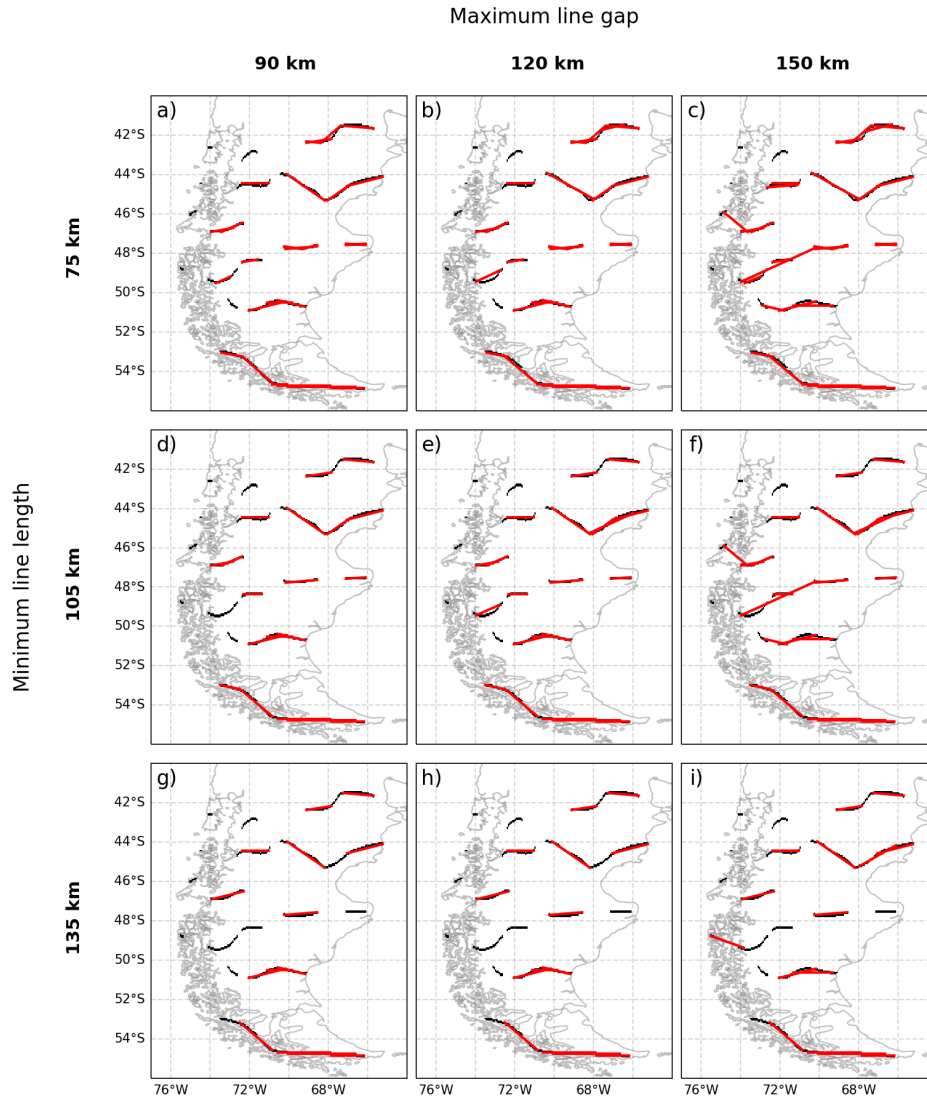 Maximum line gap
90 km 120 km 150 km
a) b) c)
42°S
44°S
46°S
48°S
50°S
52°S
54°S
75 km
d) e) f)
42°S
44°S
46°S
48°S
50°S
52°S
54°S
105 km
Minimum line length
g) h) i)
42°S
44°S
46°S
48°S
50°S
52°S
54°S
135 km
76°W 72°W 68°W 76°W 72°W 68°W 76°W 72°W 68°W